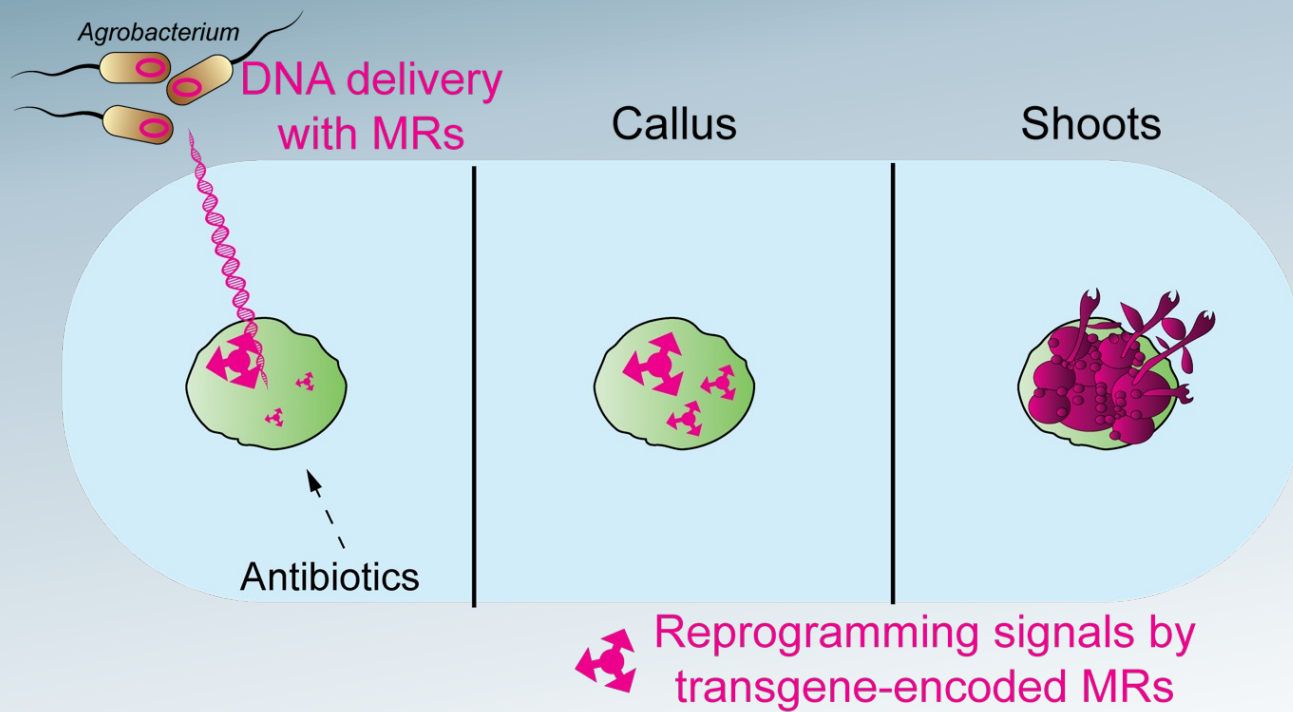 Agrobacterium
DNA delivery
with MRs
Callus
Shoots
Antibiotics
Reprogramming signals by
transgene-encoded MRs